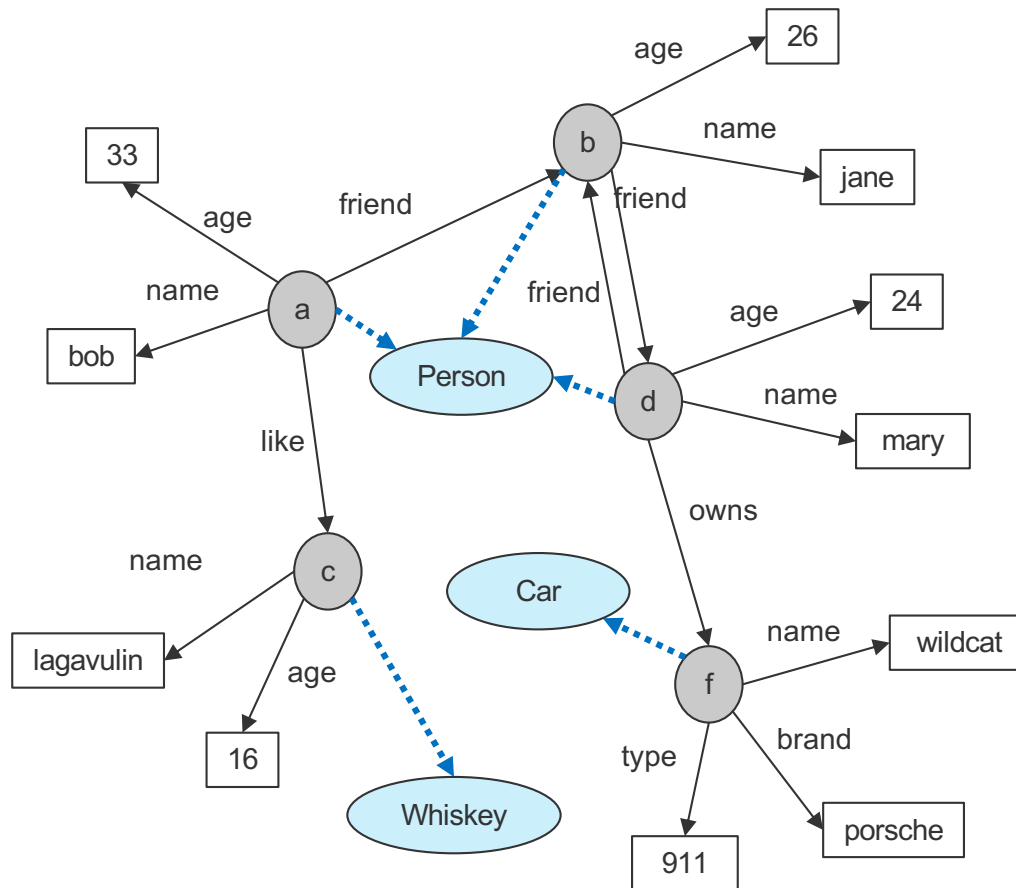 26
age
b
name
jane
33
friend
friend
age
name
a
friend
24
age
bob
Person
d
name
mary
like
owns
name
c
Car
name
wildcat
lagavulin
age
f
16
type
brand
Whiskey
911
porsche